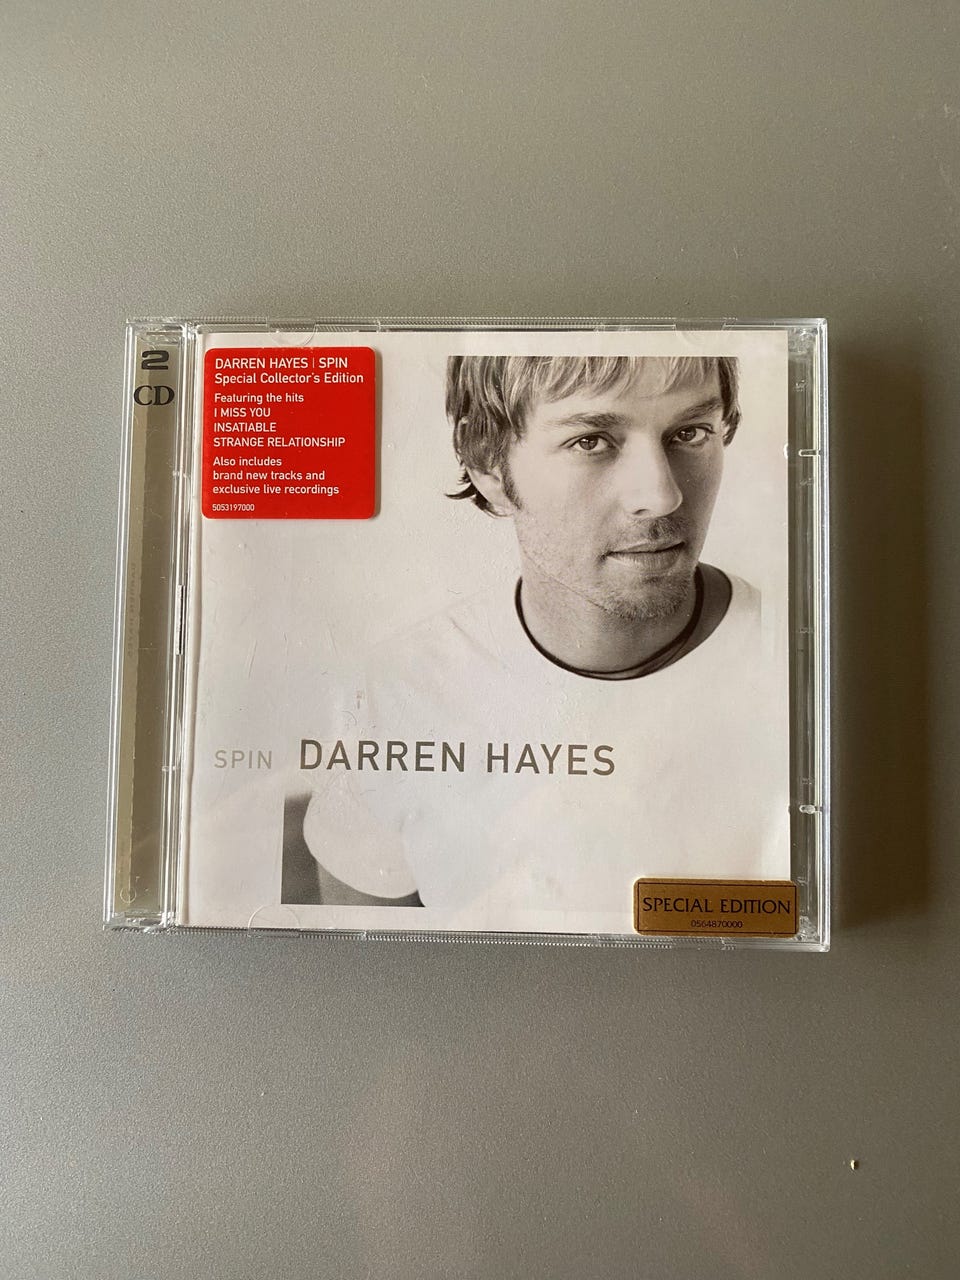 2
CD
DARREN HAYES | SPIN
Special Collector's Edition
Featuring the hits
I MISS YOU
INSATIABLE
STRANGE RELATIONSHIP
Also includes
brand new tracks and
exclusive live recordings
5053197000
SPIN DARREN HAYES
SPECIAL EDITION
0564870000